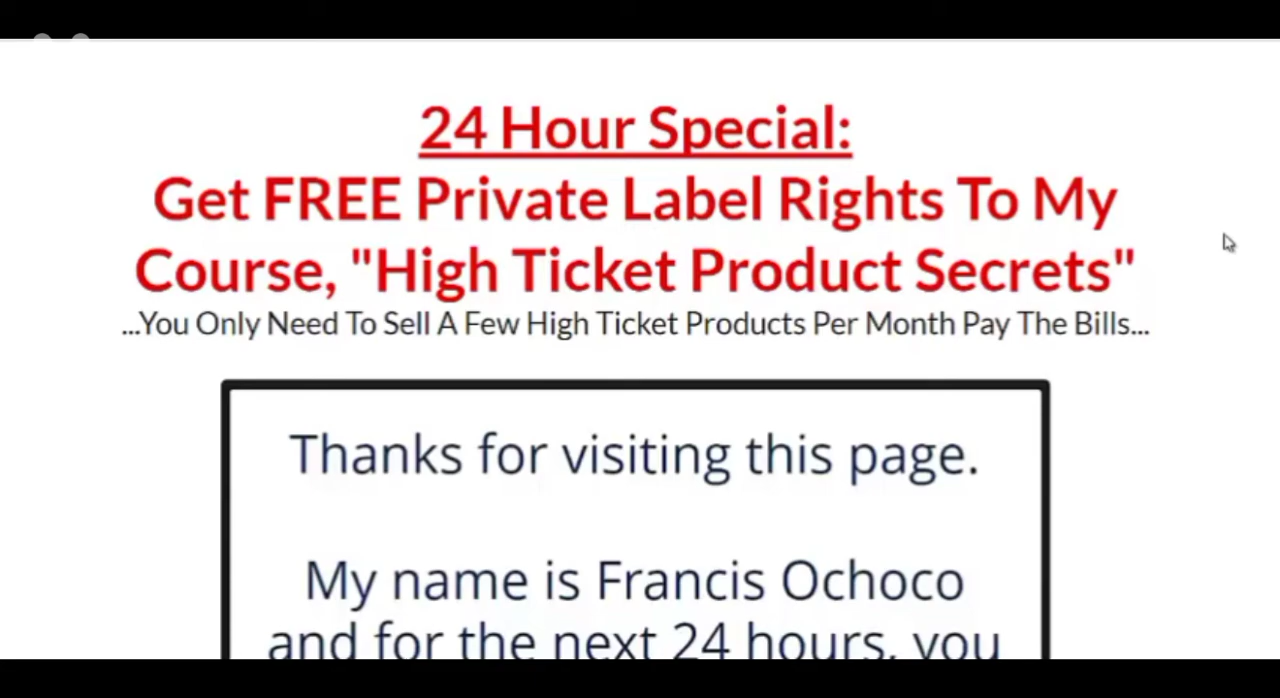 24 Hour Special:
Get FREE Private Label Rights To My
Course, "High Ticket Product Secrets"
...You Only Need To Sell A Few High Ticket Products Per Month Pay The Bills...
Thanks for visiting this page.
My name is Francis Ochoco
and for the next 24 hours, you